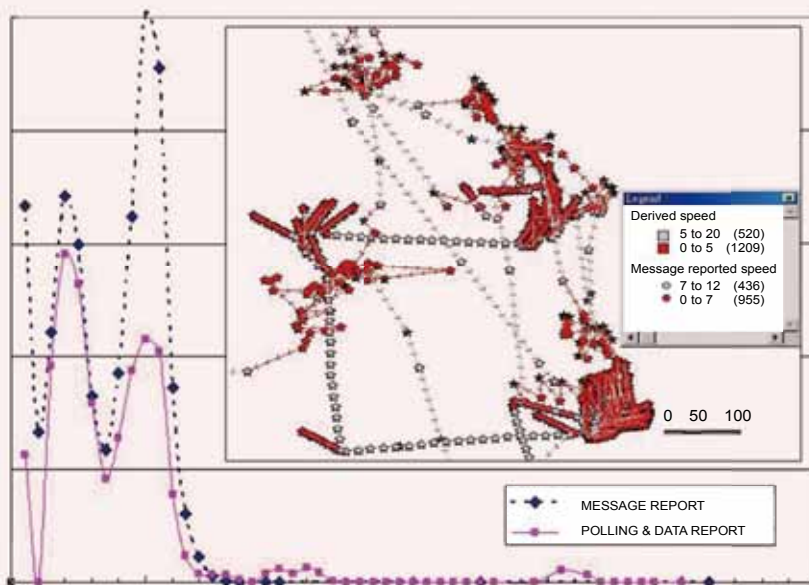 Legend
Derived speed
5 to 20 (520)
0 to 5 (1209)
Message reported speed
7 to 12 (436)
0 to 7 (955)
0 50 100
MESSAGE REPORT
POLLING & DATA REPORT